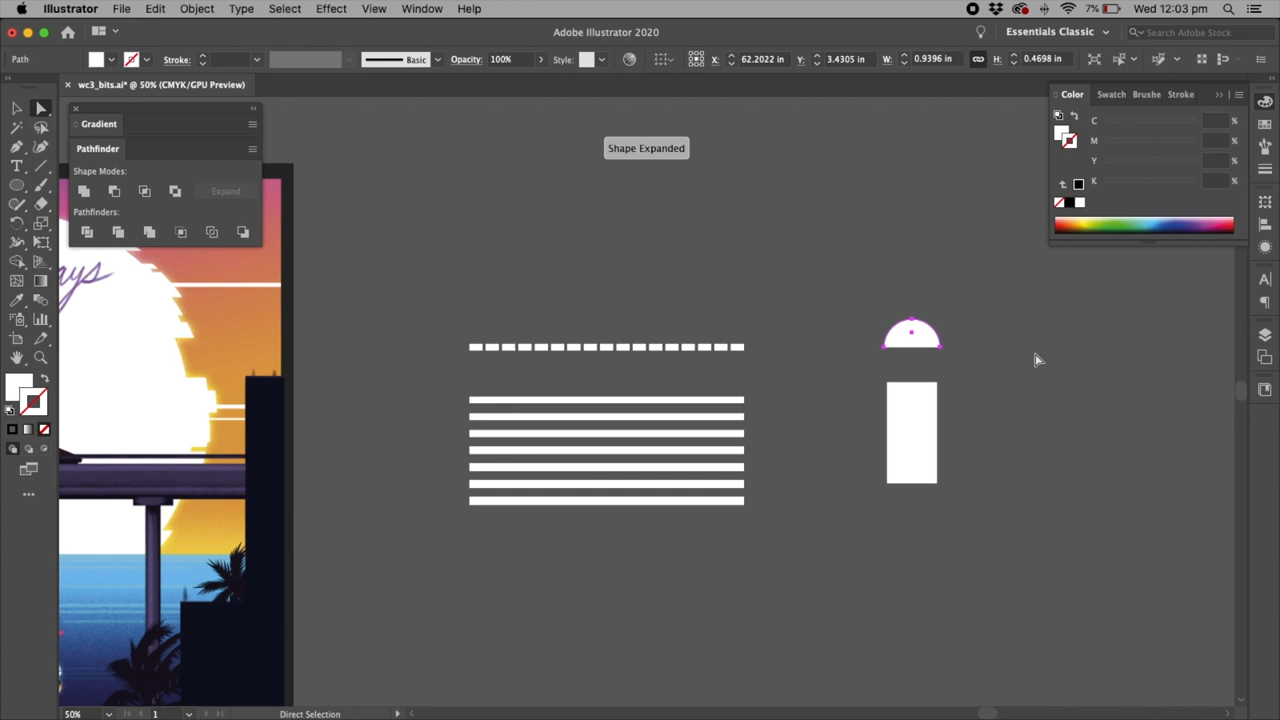 Illustrator File Edit Object Type Select Effect View Window Help 7% Wed 12:03 pm
Adobe Illustrator 2020 Essentials Classic Search Adobe Stock
Path Stroke: Basic Opacity: 100% Style: X: 62.2032 in Y: 3.4305 in W: 0.9396 in H: 0.4698 in
wc3_bits.ai* @ 50% (CMYK/GPU Preview)
Gradient
Pathfinder
Shape Modes:
Expand
Pathfinders:
Shape Expanded
Color Swatch Brushe Stroke
C %
M %
Y %
K %
ays
50% 1 Direct Selection